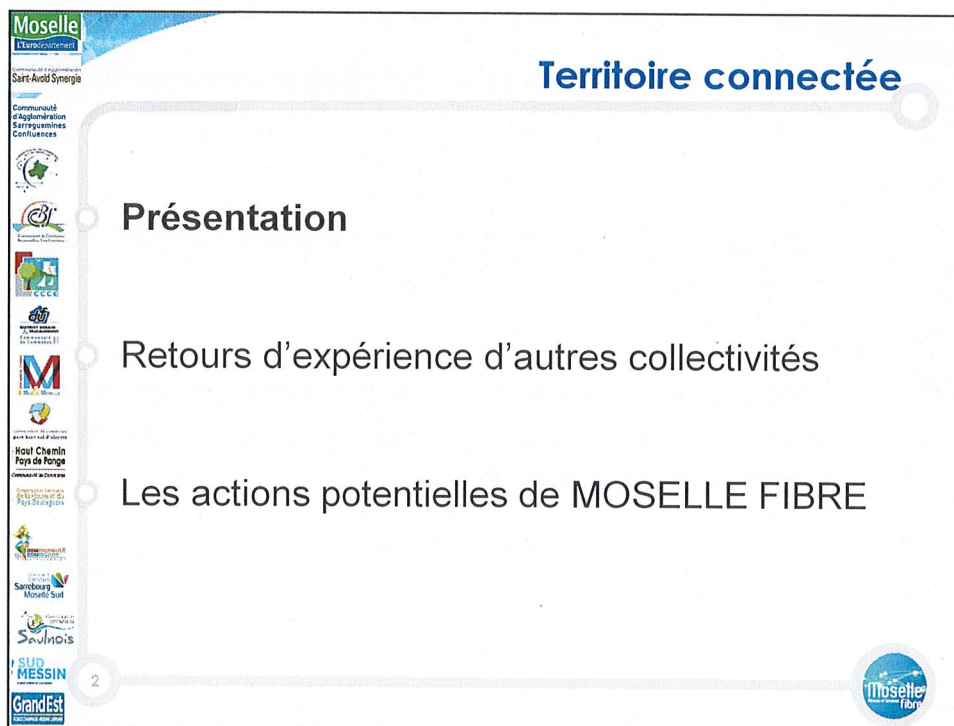 Moselle
L'Eurodépartement
Saint-Avold Synergie
Communauté
d'Agglomération
Sarreguemines
Confluences
CCCE
Haut Chemin
Pays de Pange
Sarrebourg
Moselle Sud
Saulnois
SUD
MESSIN
GrandEst
Territoire connectée
Présentation
Retours d'expérience d'autres collectivités
Les actions potentielles de MOSELLE FIBRE
2
Moselle
fibre